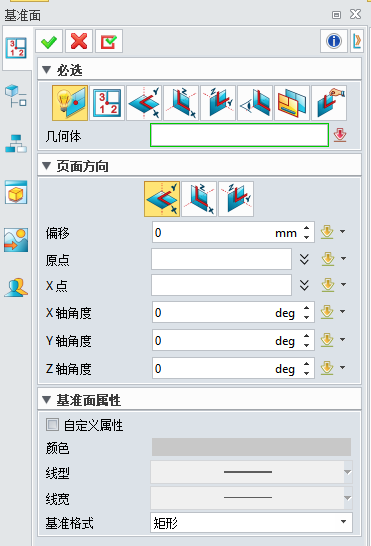 基准面
必选
几何体
页面方向
偏移 0 mm
原点
X 点
X 轴角度 0 deg
Y 轴角度 0 deg
Z 轴角度 0 deg
基准面属性
自定义属性
颜色
线型
线宽
基准格式 矩形